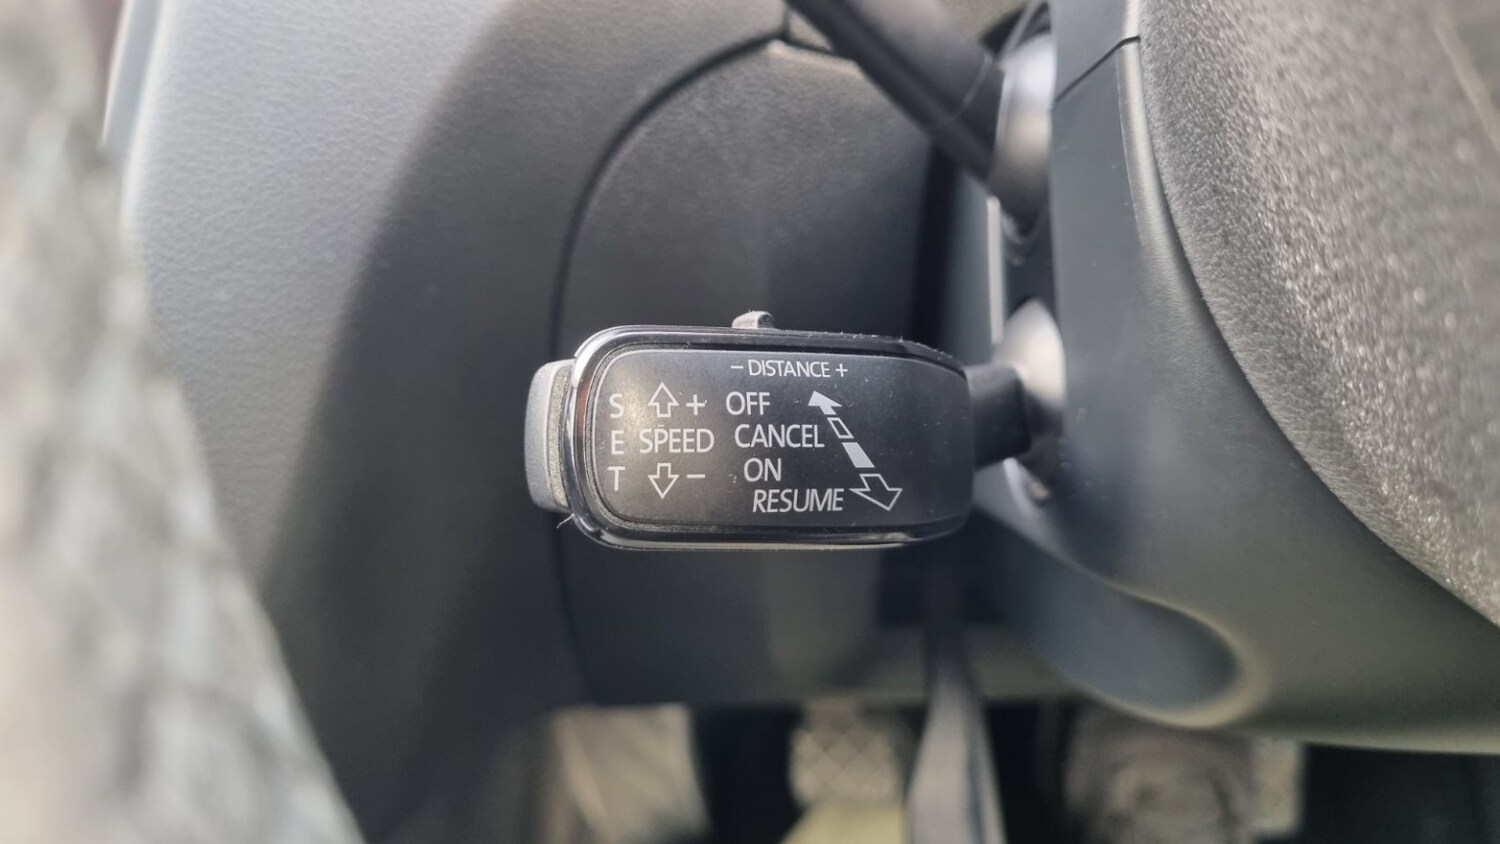 - DISTANCE +
S + OFF
E SPEED CANCEL
T - ON
RESUME